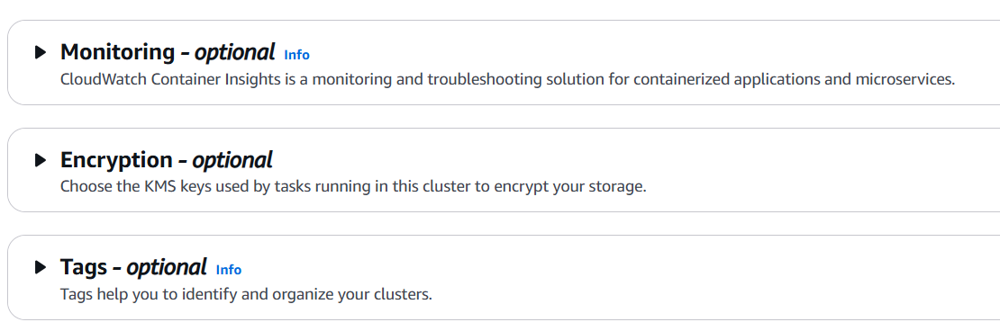 Monitoring - optional Info
CloudWatch Container Insights is a monitoring and troubleshooting solution for containerized applications and microservices.
Encryption - optional
Choose the KMS keys used by tasks running in this cluster to encrypt your storage.
Tags - optional Info
Tags help you to identify and organize your clusters.